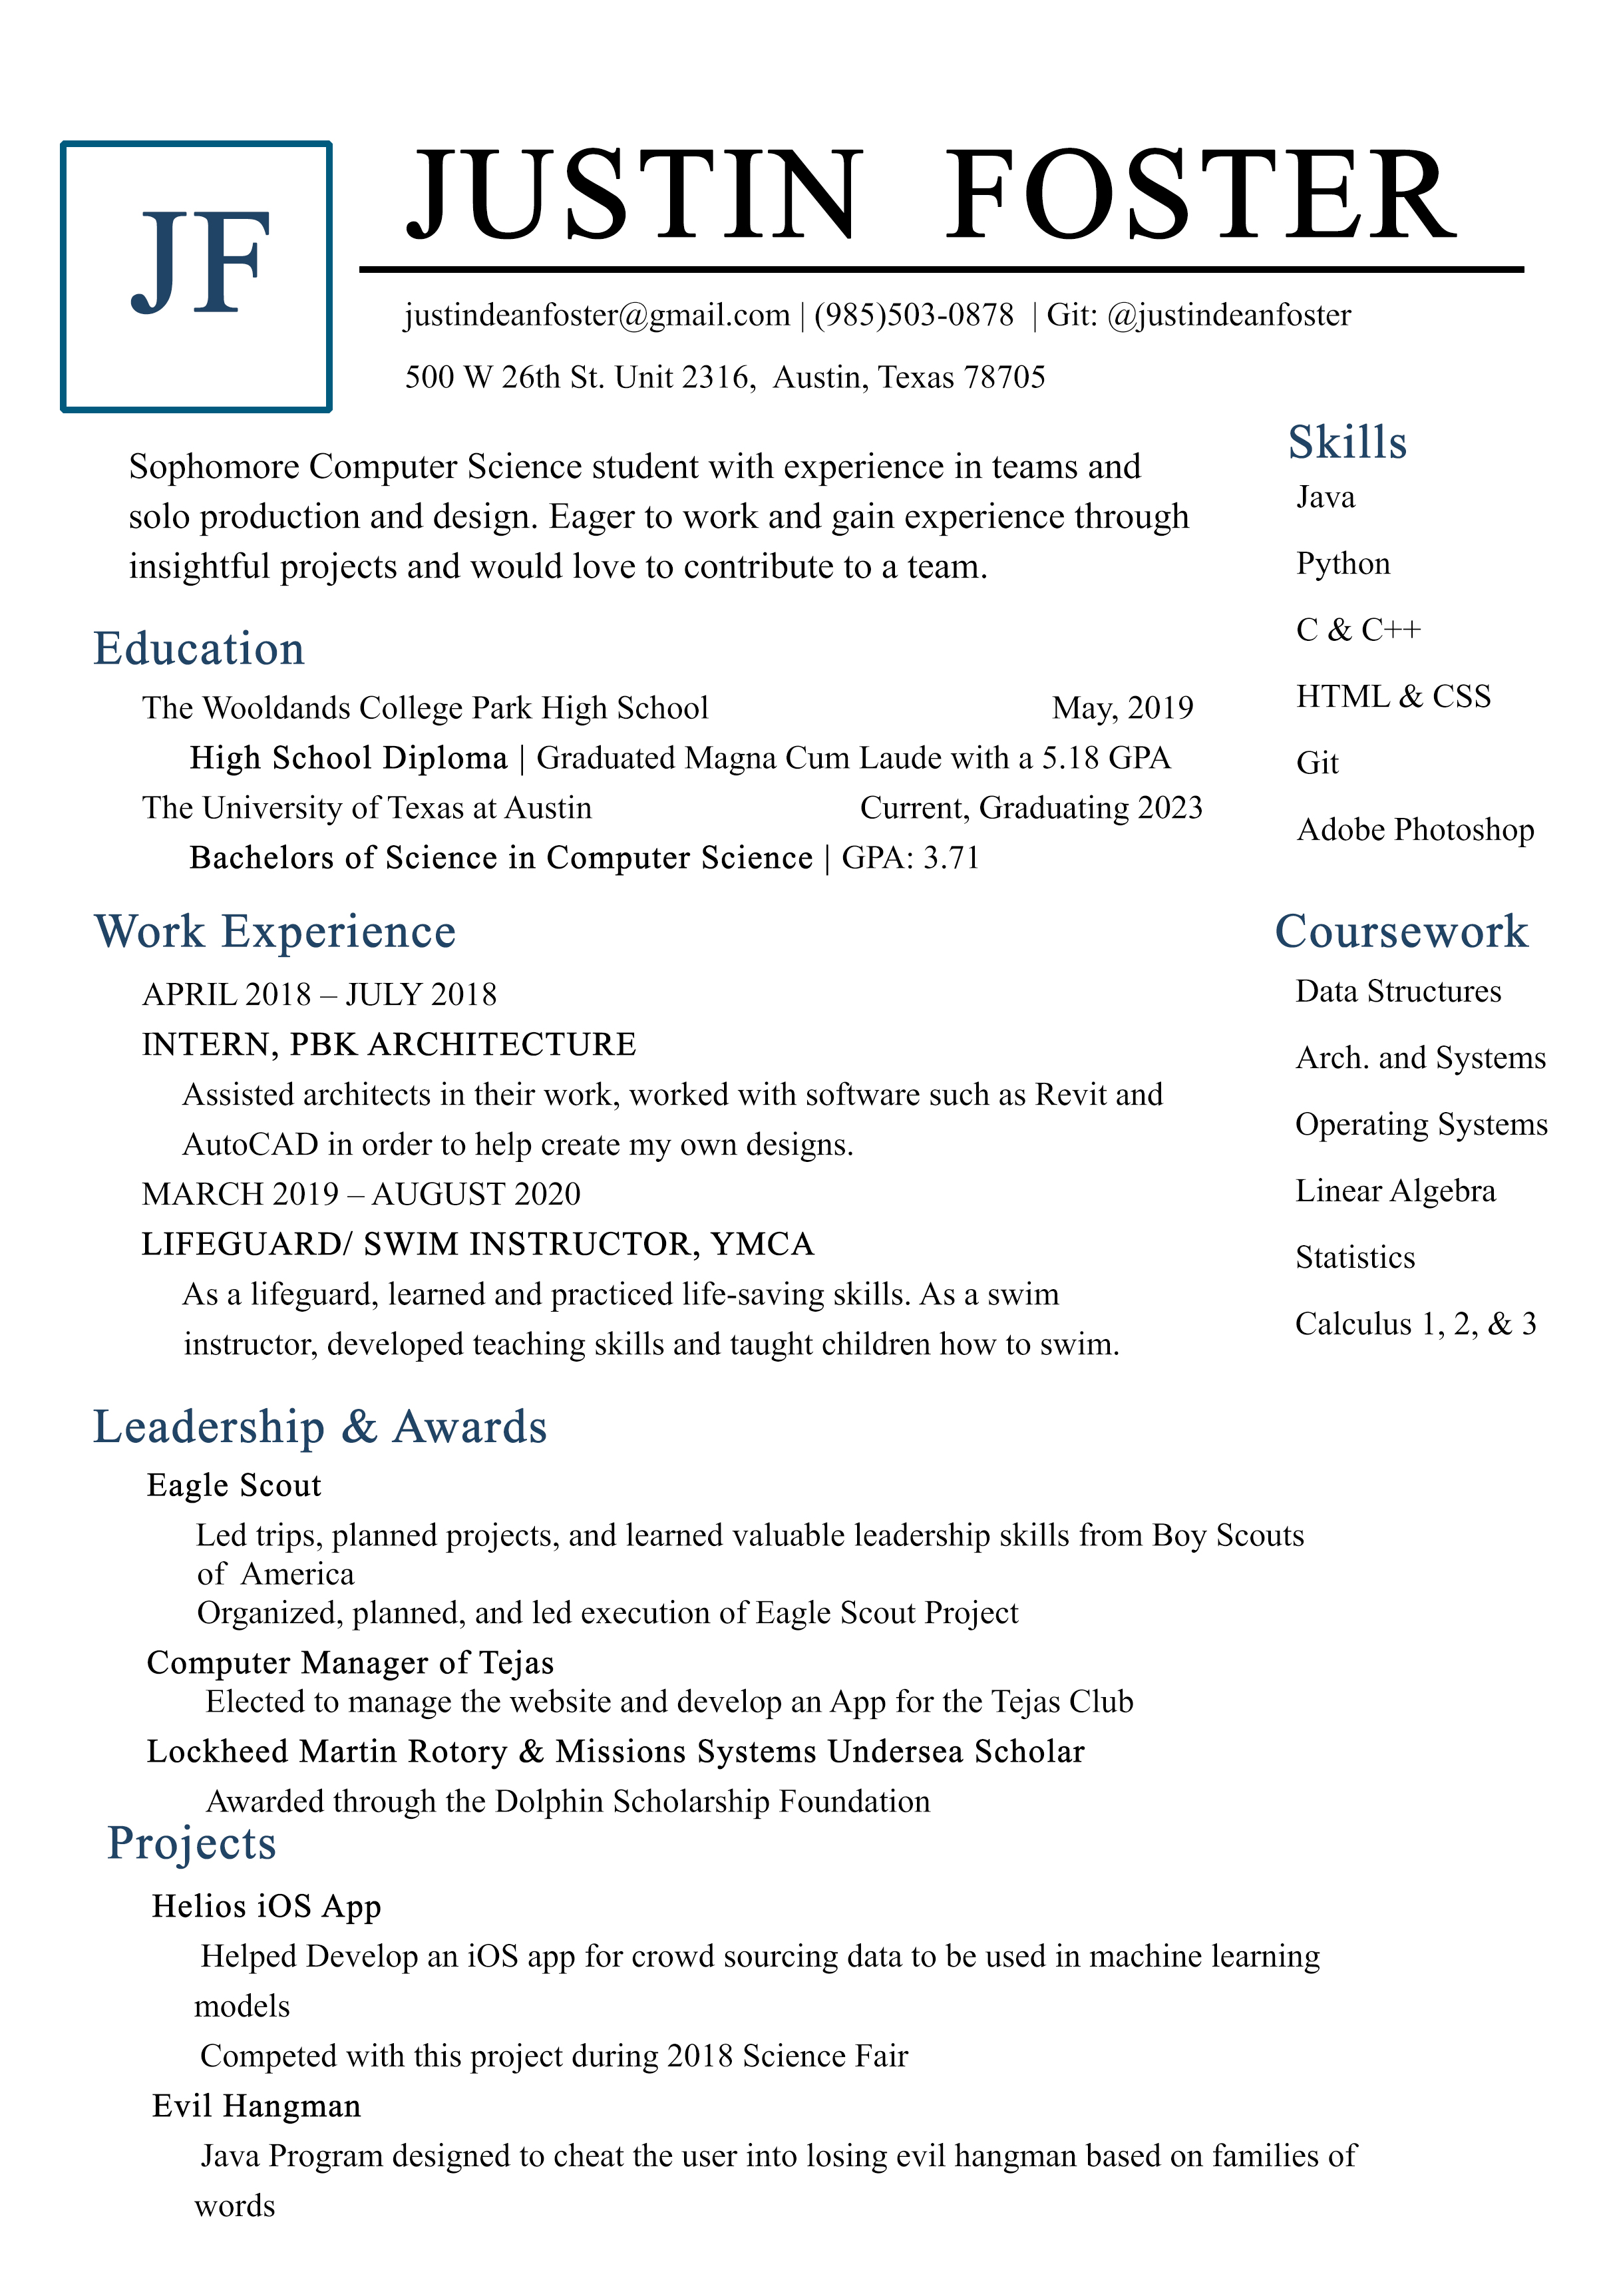 JF
JUSTIN FOSTER
justindeanfoster@gmail.com | (985)503-0878 | Git: @justindeanfoster
500 W 26th St. Unit 2316, Austin, Texas 78705
Sophomore Computer Science student with experience in teams and
solo production and design. Eager to work and gain experience through
insightful projects and would love to contribute to a team.
Education
The Wooldands College Park High School May, 2019
High School Diploma | Graduated Magna Cum Laude with a 5.18 GPA
The University of Texas at Austin Current, Graduating 2023
Bachelors of Science in Computer Science | GPA: 3.71
Work Experience
APRIL 2018 – JULY 2018
INTERN, PBK ARCHITECTURE
Assisted architects in their work, worked with software such as Revit and
AutoCAD in order to help create my own designs.
MARCH 2019 – AUGUST 2020
LIFEGUARD/ SWIM INSTRUCTOR, YMCA
As a lifeguard, learned and practiced life-saving skills. As a swim
instructor, developed teaching skills and taught children how to swim.
Leadership & Awards
Eagle Scout
Led trips, planned projects, and learned valuable leadership skills from Boy Scouts
of America
Organized, planned, and led execution of Eagle Scout Project
Computer Manager of Tejas
Elected to manage the website and develop an App for the Tejas Club
Lockheed Martin Rotory & Missions Systems Undersea Scholar
Awarded through the Dolphin Scholarship Foundation
Projects
Helios iOS App
Helped Develop an iOS app for crowd sourcing data to be used in machine learning
models
Competed with this project during 2018 Science Fair
Evil Hangman
Java Program designed to cheat the user into losing evil hangman based on families of
words
Skills
Java
Python
C & C++
HTML & CSS
Git
Adobe Photoshop
Coursework
Data Structures
Arch. and Systems
Operating Systems
Linear Algebra
Statistics
Calculus 1, 2, & 3